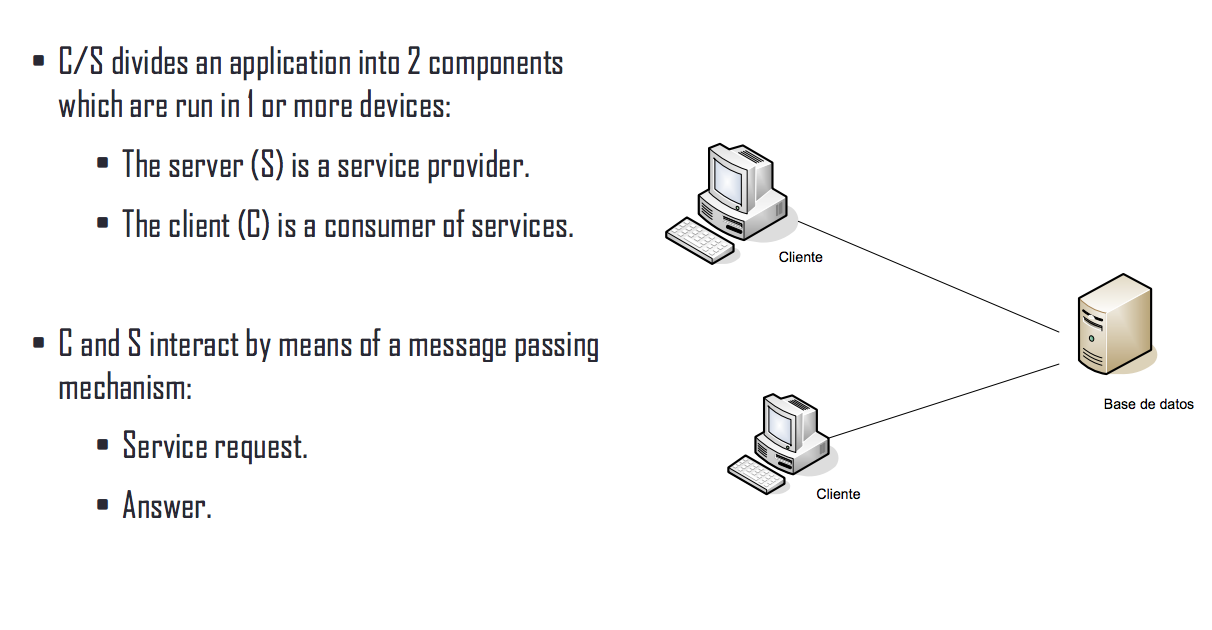 ▪ C/S divides an application into 2 components
which are run in 1 or more devices:
▪ The server (S) is a service provider.
▪ The client (C) is a consumer of services.
▪ C and S interact by means of a message passing
mechanism:
▪ Service request.
▪ Answer.
Cliente
Base de datos
Cliente